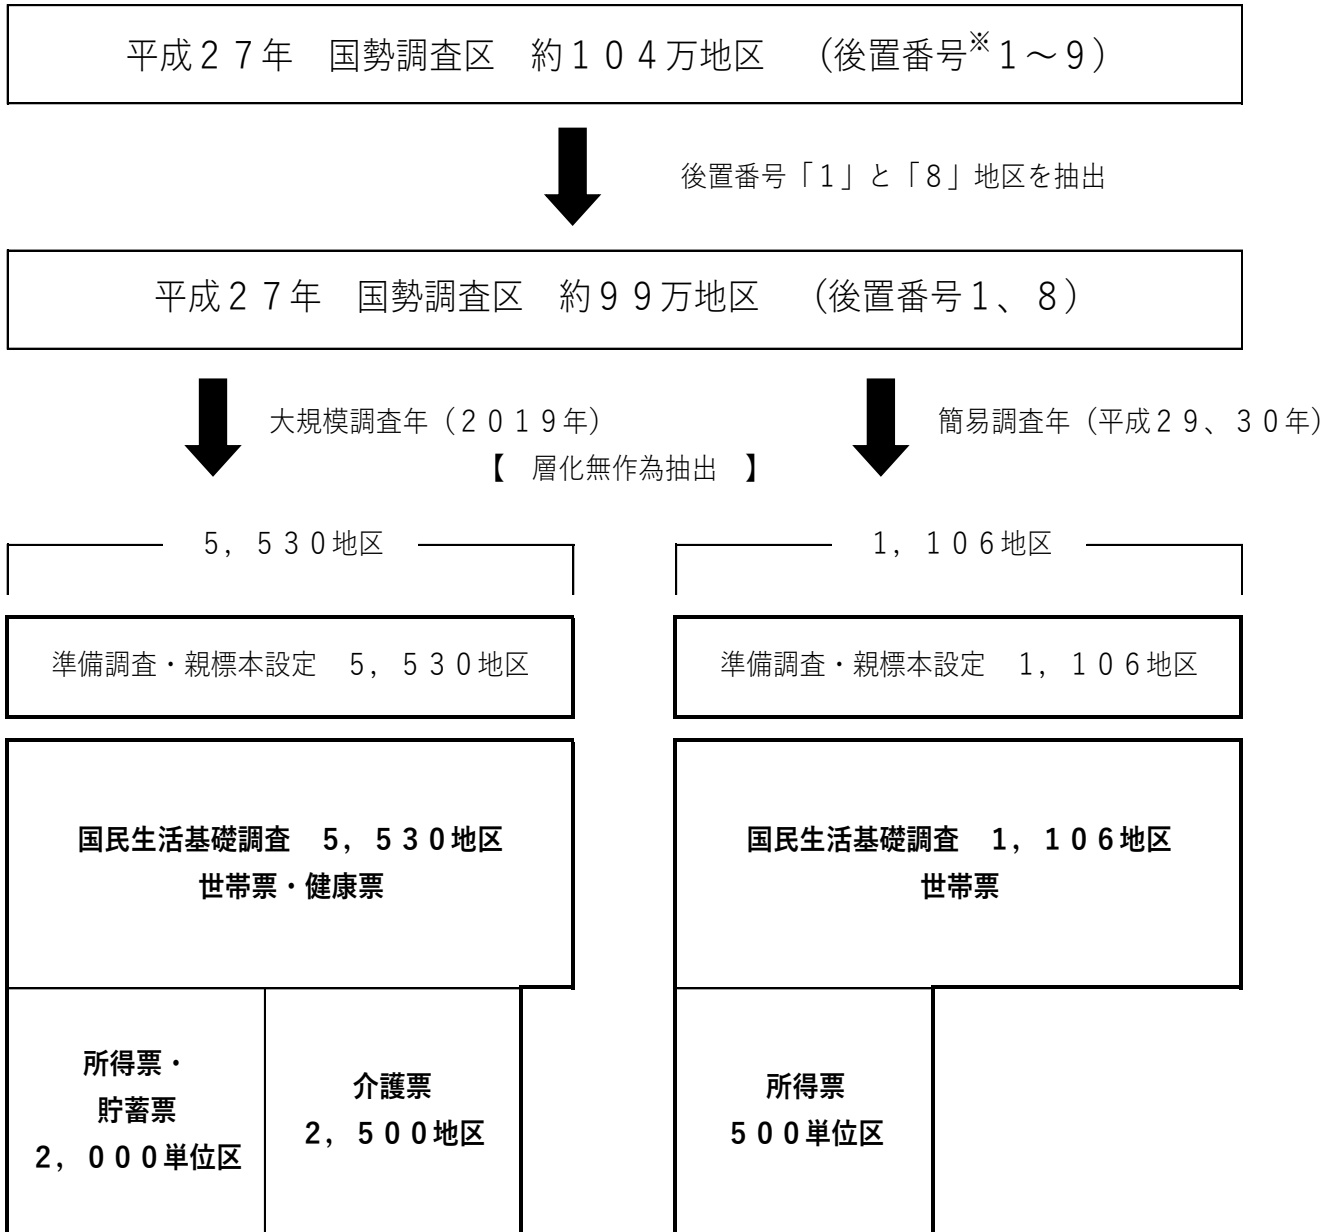 平成２７年　国勢調査区　約１０４万地区　（後置番号※１～９）
後置番号「１」と「８」地区を抽出
平成２７年　国勢調査区　約９９万地区　（後置番号１、８）
大規模調査年（２０１９年）
簡易調査年（平成２９、３０年）
【　層化無作為抽出　】
５，５３０地区
１，１０６地区
準備調査・親標本設定　５，５３０地区
準備調査・親標本設定　１，１０６地区
国民生活基礎調査　５，５３０地区
世帯票・健康票
国民生活基礎調査　１，１０６地区
世帯票
所得票・
貯蓄票
２，０００単位区
介護票
２，５００地区
所得票
５００単位区